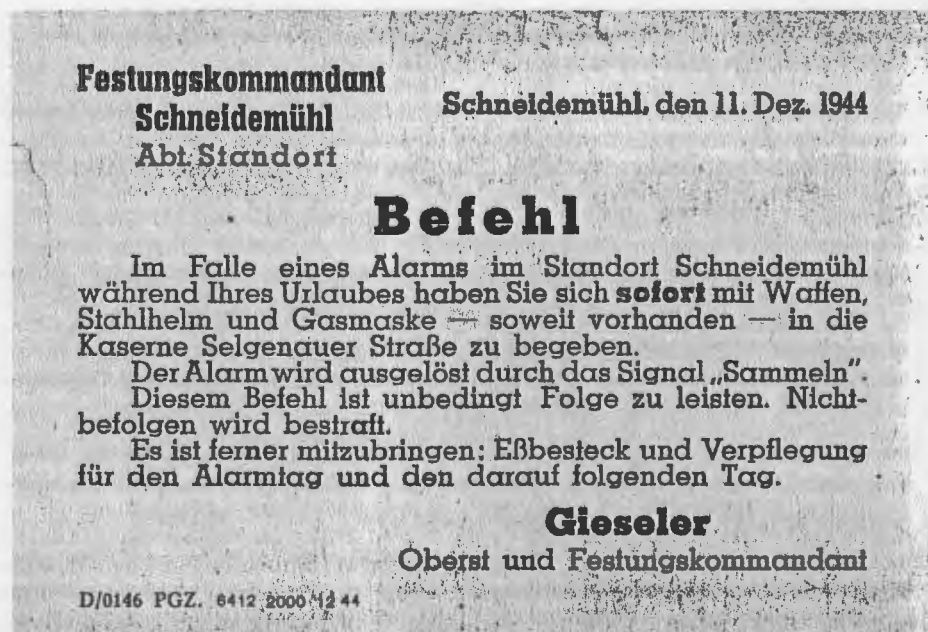 Festungskommandant
Schneidemühl
Abt. Standort
Schneidemühl, den 11. Dez. 1944
Befehl
Im Falle eines Alarms im Standort Schneidemühl
während Ihres Urlaubes haben Sie sich sofort mit Waffen,
Stahlhelm und Gasmaske — soweit vorhanden — in die
Kaserne Selgenauer Straße zu begeben.
Der Alarm wird ausgelöst durch das Signal „Sammeln“.
Diesem Befehl ist unbedingt Folge zu leisten. Nicht-
befolgen wird bestraft.
Es ist ferner mitzubringen: Eßbesteck und Verpflegung
für den Alarmtag und den darauf folgenden Tag.
Gieseler
Oberst und Festungskommandant
D/0146 PGZ. 6412 2000 12 44